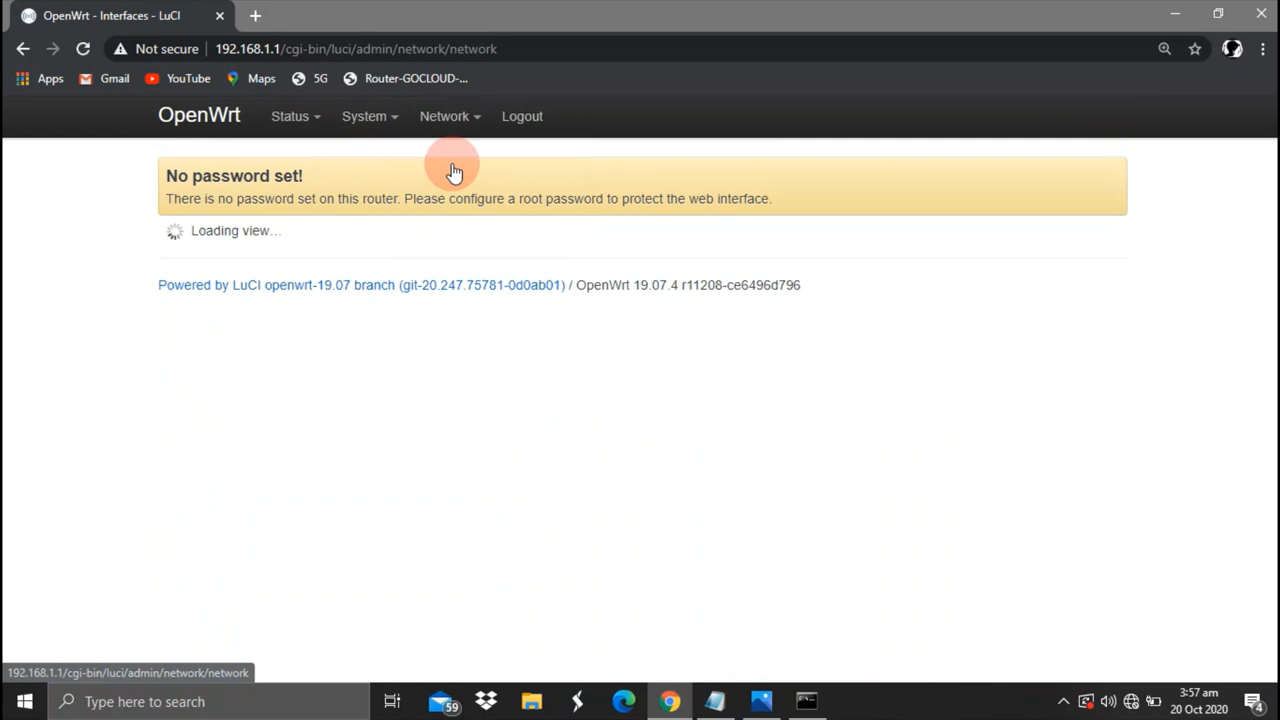 OpenWrt - Interfaces - LuCI
Not secure 192.168.1.1/cgi-bin/luci/admin/network/network
Apps Gmail YouTube Maps 5G Router-GOCLOUD-...
OpenWrt Status System Network Logout
No password set!
There is no password set on this router. Please configure a root password to protect the web interface.
Loading view…
Powered by LuCI openwrt-19.07 branch (git-20.247.75781-0d0ab01) / OpenWrt 19.07.4 r11208-ce6496d796
192.168.1.1/cgi-bin/luci/admin/network/network
Type here to search
59
3:57 am
20 Oct 2020
4